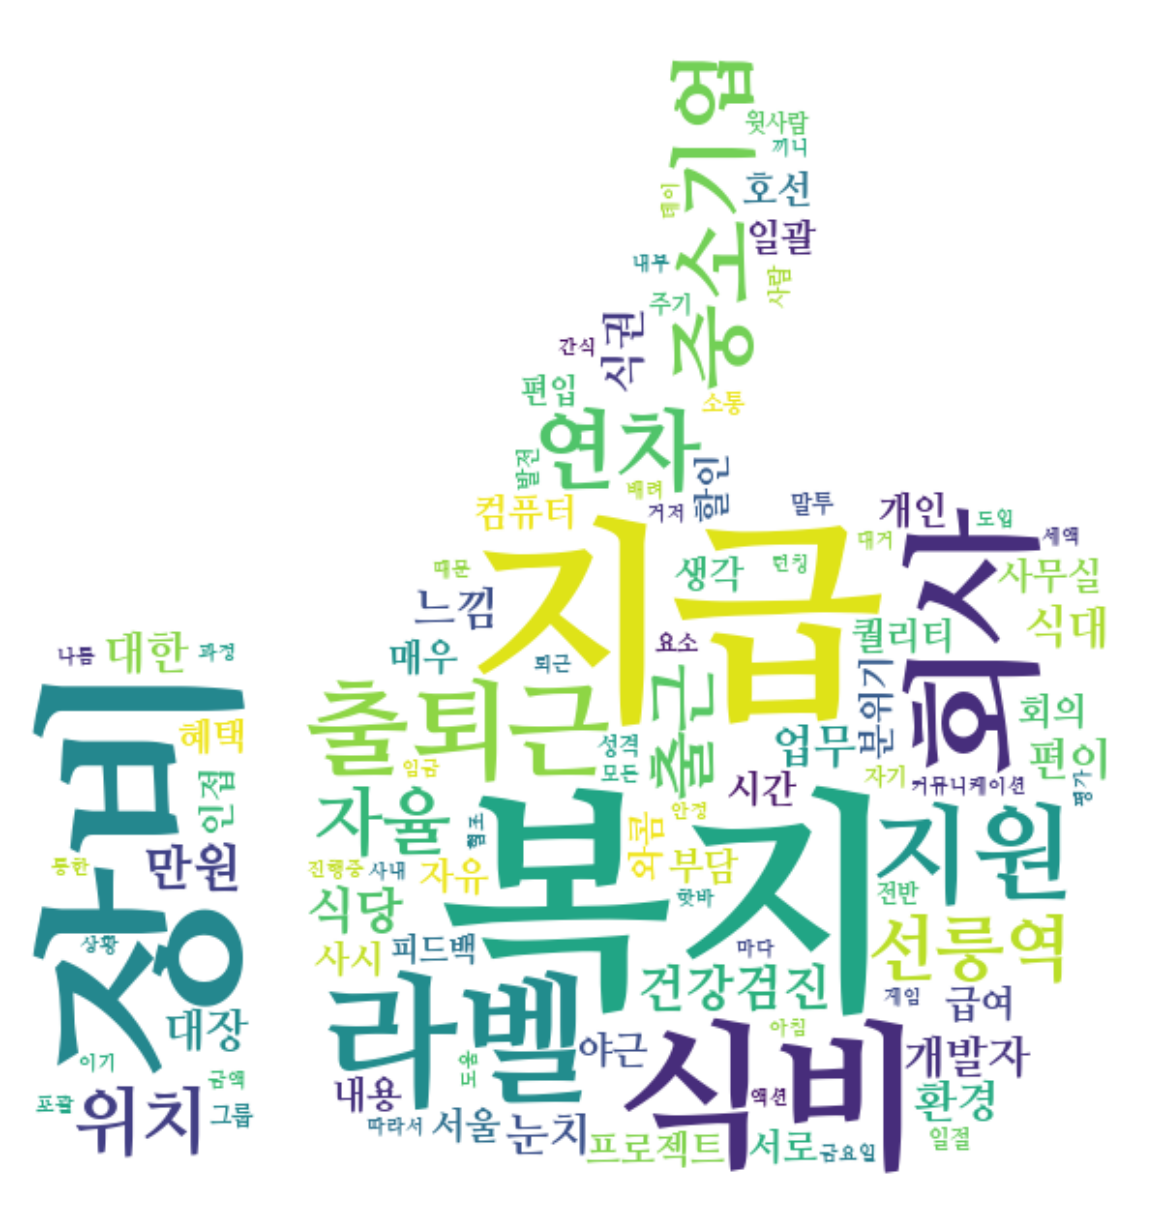 중소기업
윗사람
끼니
호선
테이
일괄
내부
사람
주기
식권
간식
편입
소통
연차
발전
할인
배려
컴퓨터
거저
말투
개인
도입
세액
대거
회사
지급
생각
런칭
사무실
때문
느낌
식대
퀄리티
요소
나름
대한
과정
매우
퇴근
출근
분위기
장비
출퇴근
혜택
회의
업무
성격
편이
임금
모든
시간
자기
커뮤니케이션
평가
인접
자율
복지
안정
지원
헬조
와룸
만원
통한
진행중
사내
자유
부담
핫바
전반
식당
선릉역
상황
사시
피드백
마다
건강검진
라벨
게임
급여
대장
아침
이기
도움
야근
식비
개발자
금액
내용
액션
환경
포괄
위치
그룹
따라서
서울
눈치
프로젝트
서로
금요일
일절